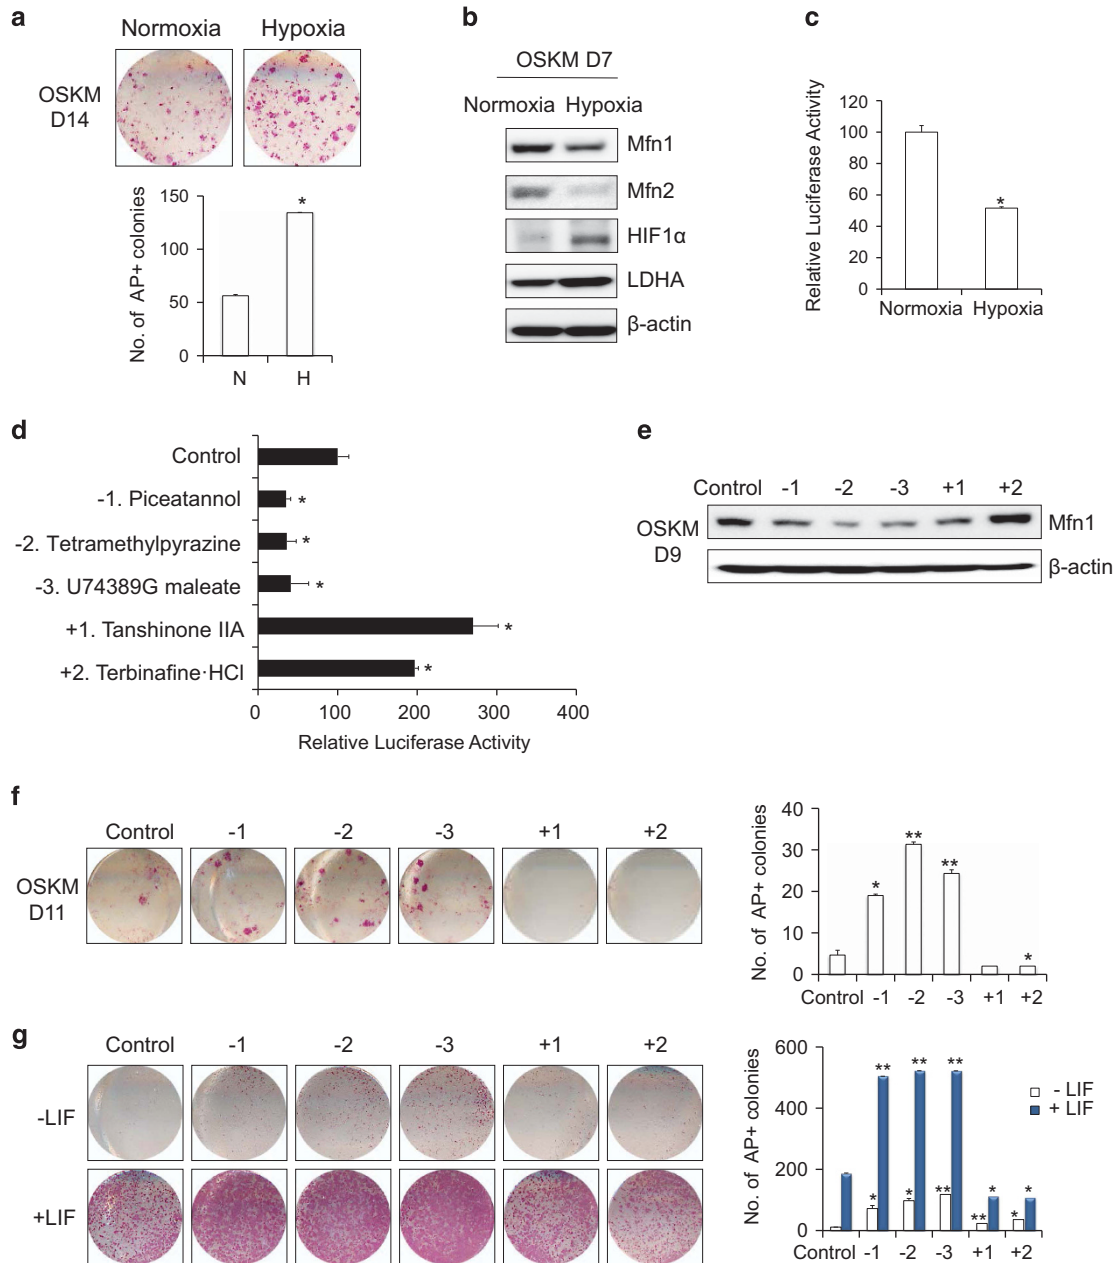 a
Normoxia Hypoxia
OSKM
D14
No. of AP+ colonies
150
100
50
0
*
N H
b
OSKM D7
Normoxia Hypoxia
Mfn1
Mfn2
HIF1α
LDHA
β-actin
c
Relative Luciferase Activity
120
100
80
60
40
20
0
*
Normoxia Hypoxia
d
Control
-1. Piceatannol *
-2. Tetramethylpyrazine *
-3. U74389G maleate *
+1. Tanshinone IIA *
+2. Terbinafine·HCl *
0 100 200 300 400
Relative Luciferase Activity
e
Control -1 -2 -3 +1 +2
OSKM
D9
Mfn1
β-actin
f
Control -1 -2 -3 +1 +2
OSKM
D11
No. of AP+ colonies
40
30
20
10
0
* ** ** *
Control -1 -2 -3 +1 +2
g
Control -1 -2 -3 +1 +2
-LIF
+LIF
No. of AP+ colonies
600
400
200
0
** ** ** * *
* * ** ** *
- LIF
+ LIF
Control -1 -2 -3 +1 +2